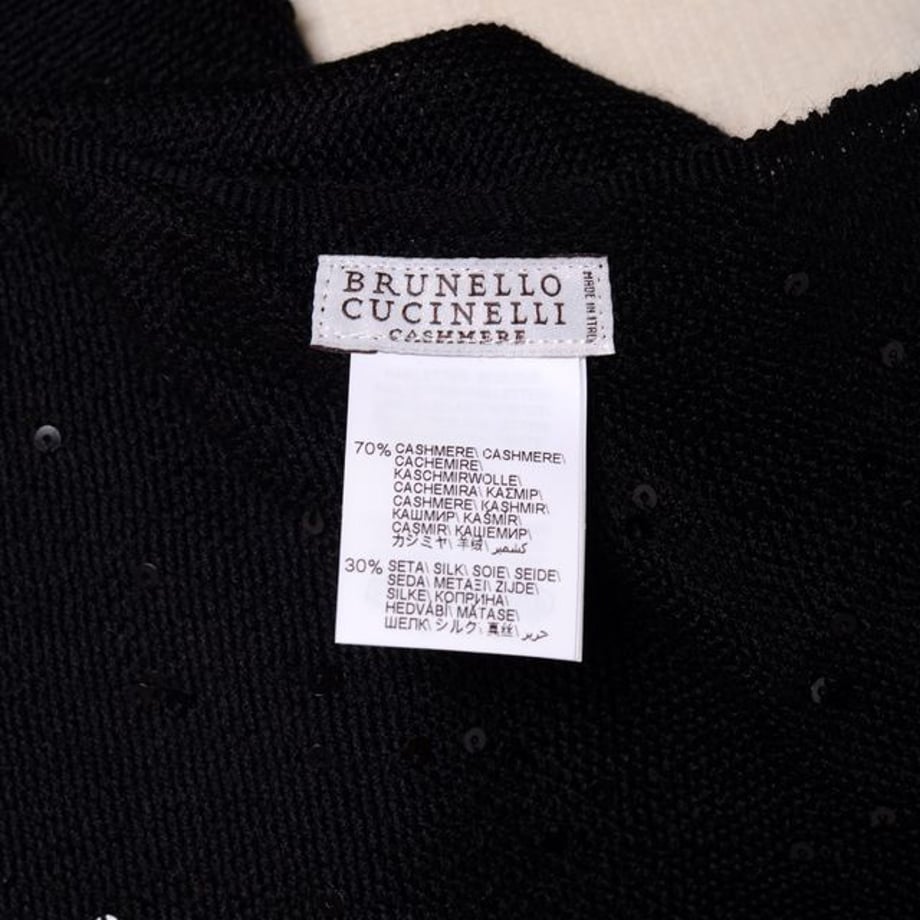 BRUNELLO
CUCINELLI
CASHMERE
MADE IN ITALY
70% CASHMERE\ CASHMERE\
CACHEMIRE\
KASCHMIRWOLLE\
CACHEMIRA\ ΚΑΣΜΙΡ\
CASHMERE\ KASHMIR\
КАШМИР\ KAŠMÍR\
CAŞMIR\ КАШЕМИР\
カシミヤ\ 羊绒\ كشمير
30% SETA\ SILK\ SOIE\ SEIDE\
SEDA\ ΜΕΤΑΞΙ\ ZIJDE\
SILKE\ КОПРИНА\
HEDVÁBÍ\ MĂTASE\
ШЕЛК\ シルク\ 真丝\ حرير